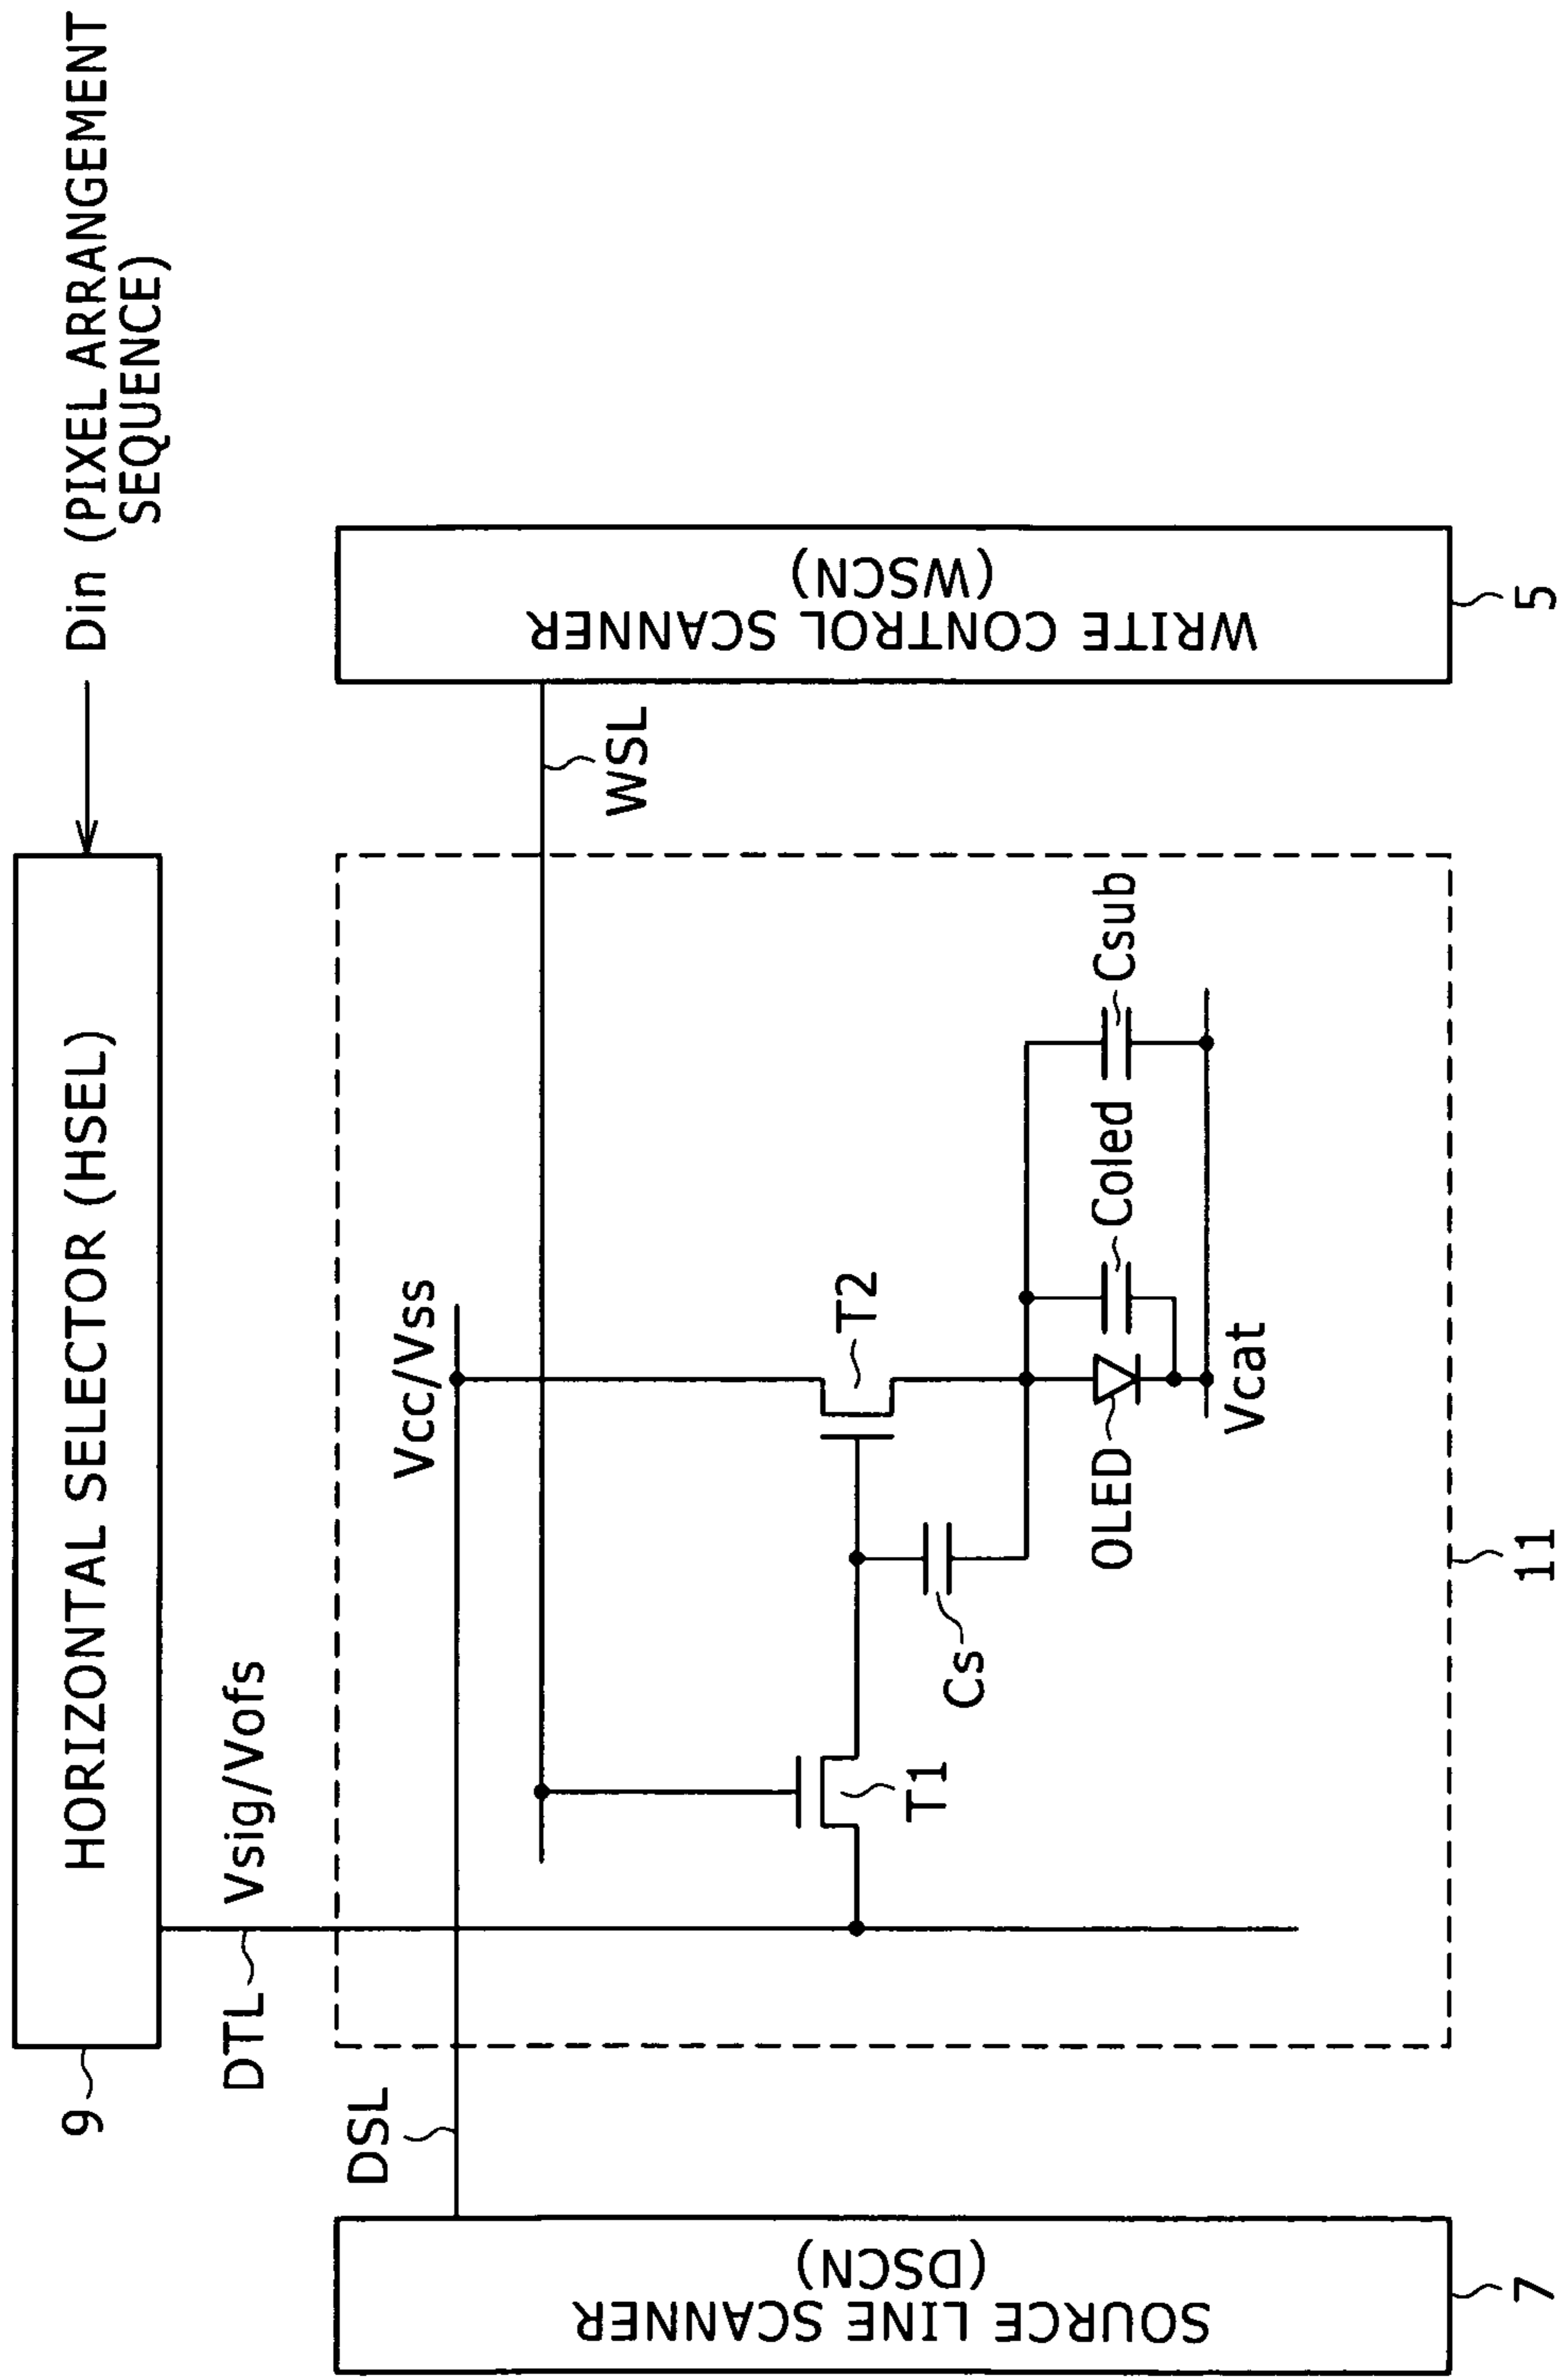 Din (PIXEL ARRANGEMENT
SEQUENCE)
HORIZONTAL SELECTOR (HSEL)
9
DTL
Vsig/Vofs
DSL
Vcc/Vss
WSL
SOURCE LINE SCANNER
(DSCN)
7
WRITE CONTROL SCANNER
(WSCN)
5
T1
T2
Cs
OLED
Coled
Csub
Vcat
11